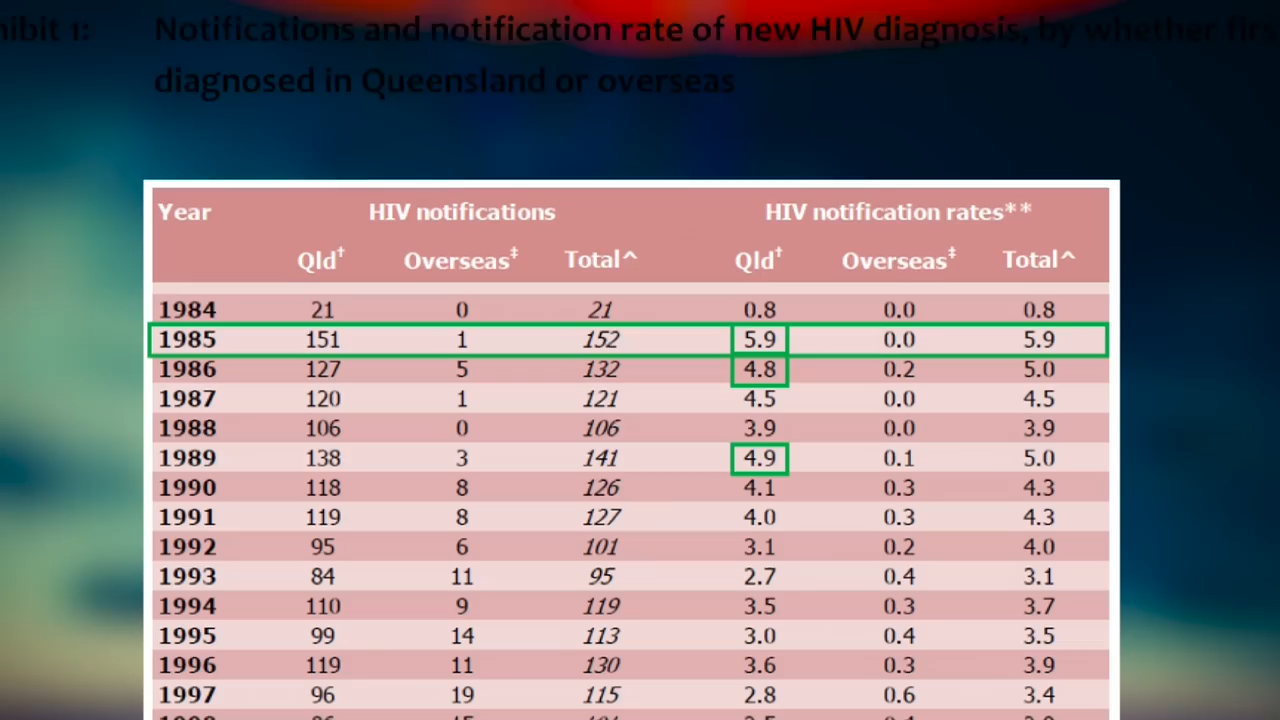 Notifications and notification rate of new HIV diagnosis, by whether
diagnosed in Queensland or overseas
Year HIV notifications HIV notification rates**
Qld† Overseas‡ Total^ Qld† Overseas‡ Total^
1984 21 0 21 0.8 0.0 0.8
1985 151 1 152 5.9 0.0 5.9
1986 127 5 132 4.8 0.2 5.0
1987 120 1 121 4.5 0.0 4.5
1988 106 0 106 3.9 0.0 3.9
1989 138 3 141 4.9 0.1 5.0
1990 118 8 126 4.1 0.3 4.3
1991 119 8 127 4.0 0.3 4.3
1992 95 6 101 3.1 0.2 4.0
1993 84 11 95 2.7 0.4 3.1
1994 110 9 119 3.5 0.3 3.7
1995 99 14 113 3.0 0.4 3.5
1996 119 11 130 3.6 0.3 3.9
1997 96 19 115 2.8 0.6 3.4